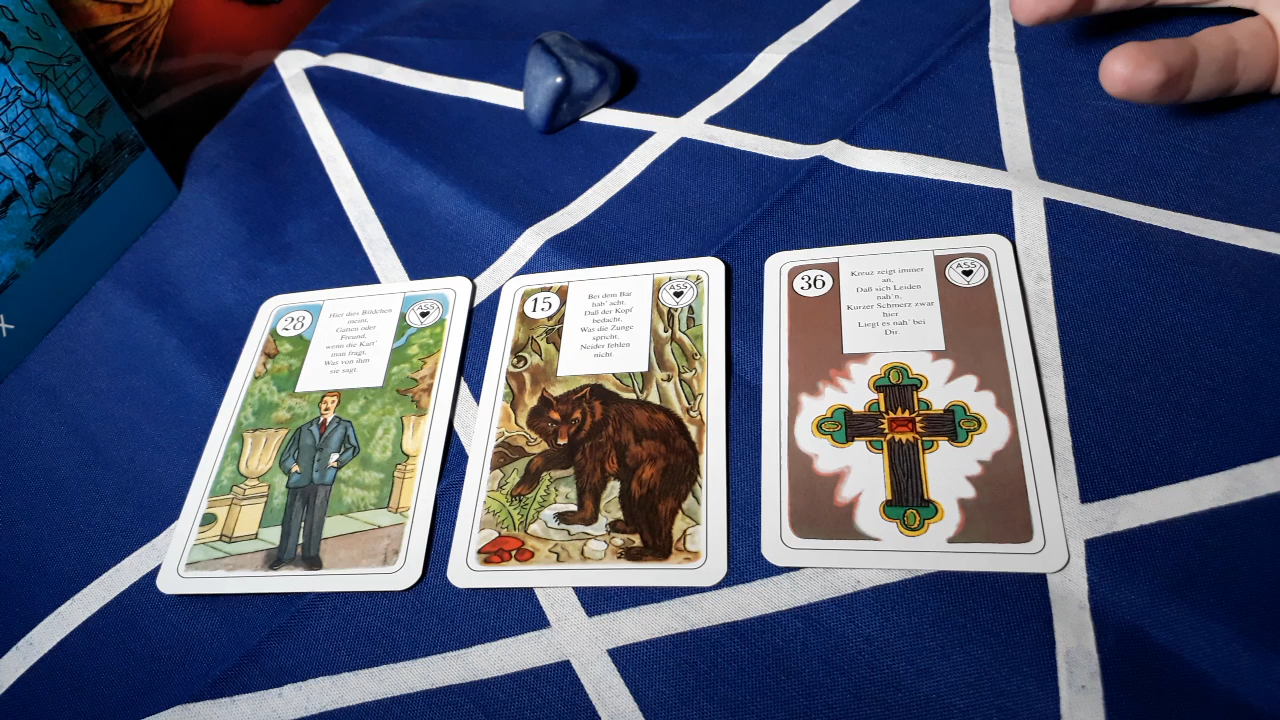 28
Hier dies Bildchen
meint,
Gatten oder
Freund,
wenn die Kart'
man fragt,
Was von ihm
sie sagt.
ASS
15
Bei dem Bär
hab' acht,
Daß der Kopf
bedacht,
Was die Zunge
spricht,
Neider fehlen
nicht.
ASS
36
Kreuz zeigt immer
an,
Daß sich Leiden
nah'n.
Kurzer Schmerz zwar
hier
Liegt es nah' bei
Dir.
ASS
X